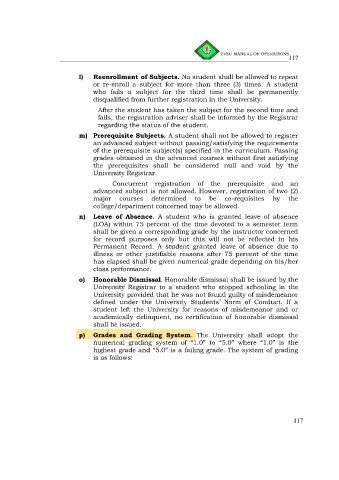 CvSU MANUAL OF OPERATIONS
117
l) Reenrollment of Subjects. No student shall be allowed to repeat
or re-enroll a subject for more than three (3) times. A student
who fails a subject for the third time shall be permanently
disqualified from further registration in the University.
After the student has taken the subject for the second time and
fails, the registration adviser shall be informed by the Registrar
regarding the status of the student.
m) Prerequisite Subjects. A student shall not be allowed to register
an advanced subject without passing/satisfying the requirements
of the prerequisite subject(s) specified in the curriculum. Passing
grades obtained in the advanced courses without first satisfying
the prerequisites shall be considered null and void by the
University Registrar.
Concurrent registration of the prerequisite and an
advanced subject is not allowed. However, registration of two (2)
major courses determined to be co-requisites by the
college/department concerned may be allowed.
n) Leave of Absence. A student who is granted leave of absence
(LOA) within 75 percent of the time devoted to a semester term
shall be given a corresponding grade by the instructor concerned
for record purposes only but this will not be reflected in his
Permanent Record. A student granted leave of absence due to
illness or other justifiable reasons after 75 percent of the time
has elapsed shall be given numerical grade depending on his/her
class performance.
o) Honorable Dismissal. Honorable dismissal shall be issued by the
University Registrar to a student who stopped schooling in the
University provided that he was not found guilty of misdemeanor
defined under the University Students' Norm of Conduct. If a
student left the University for reasons of misdemeanor and or
academically delinquent, no certification of honorable dismissal
shall be issued.
p) Grades and Grading System. The University shall adopt the
numerical grading system of "1.0" to "5.0" where "1.0" is the
highest grade and "5.0" is a failing grade. The system of grading
is as follows:
117